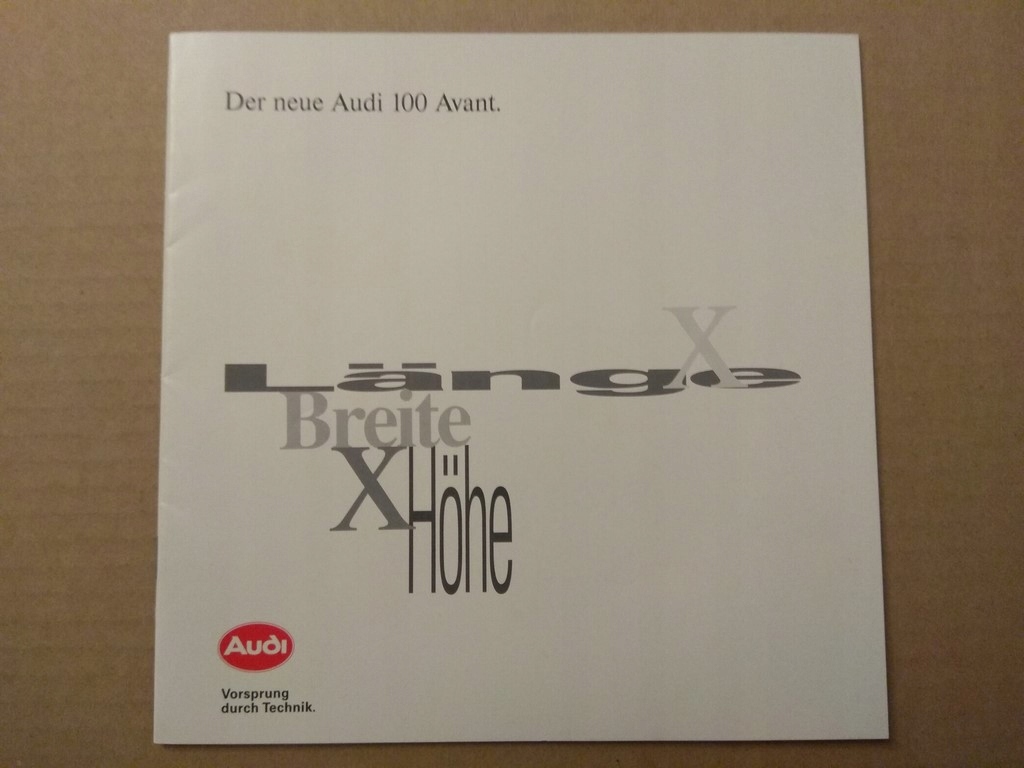 Der neue Audi 100 Avant.
Länge X
Breite
X Höhe
Audi
Vorsprung
durch Technik.